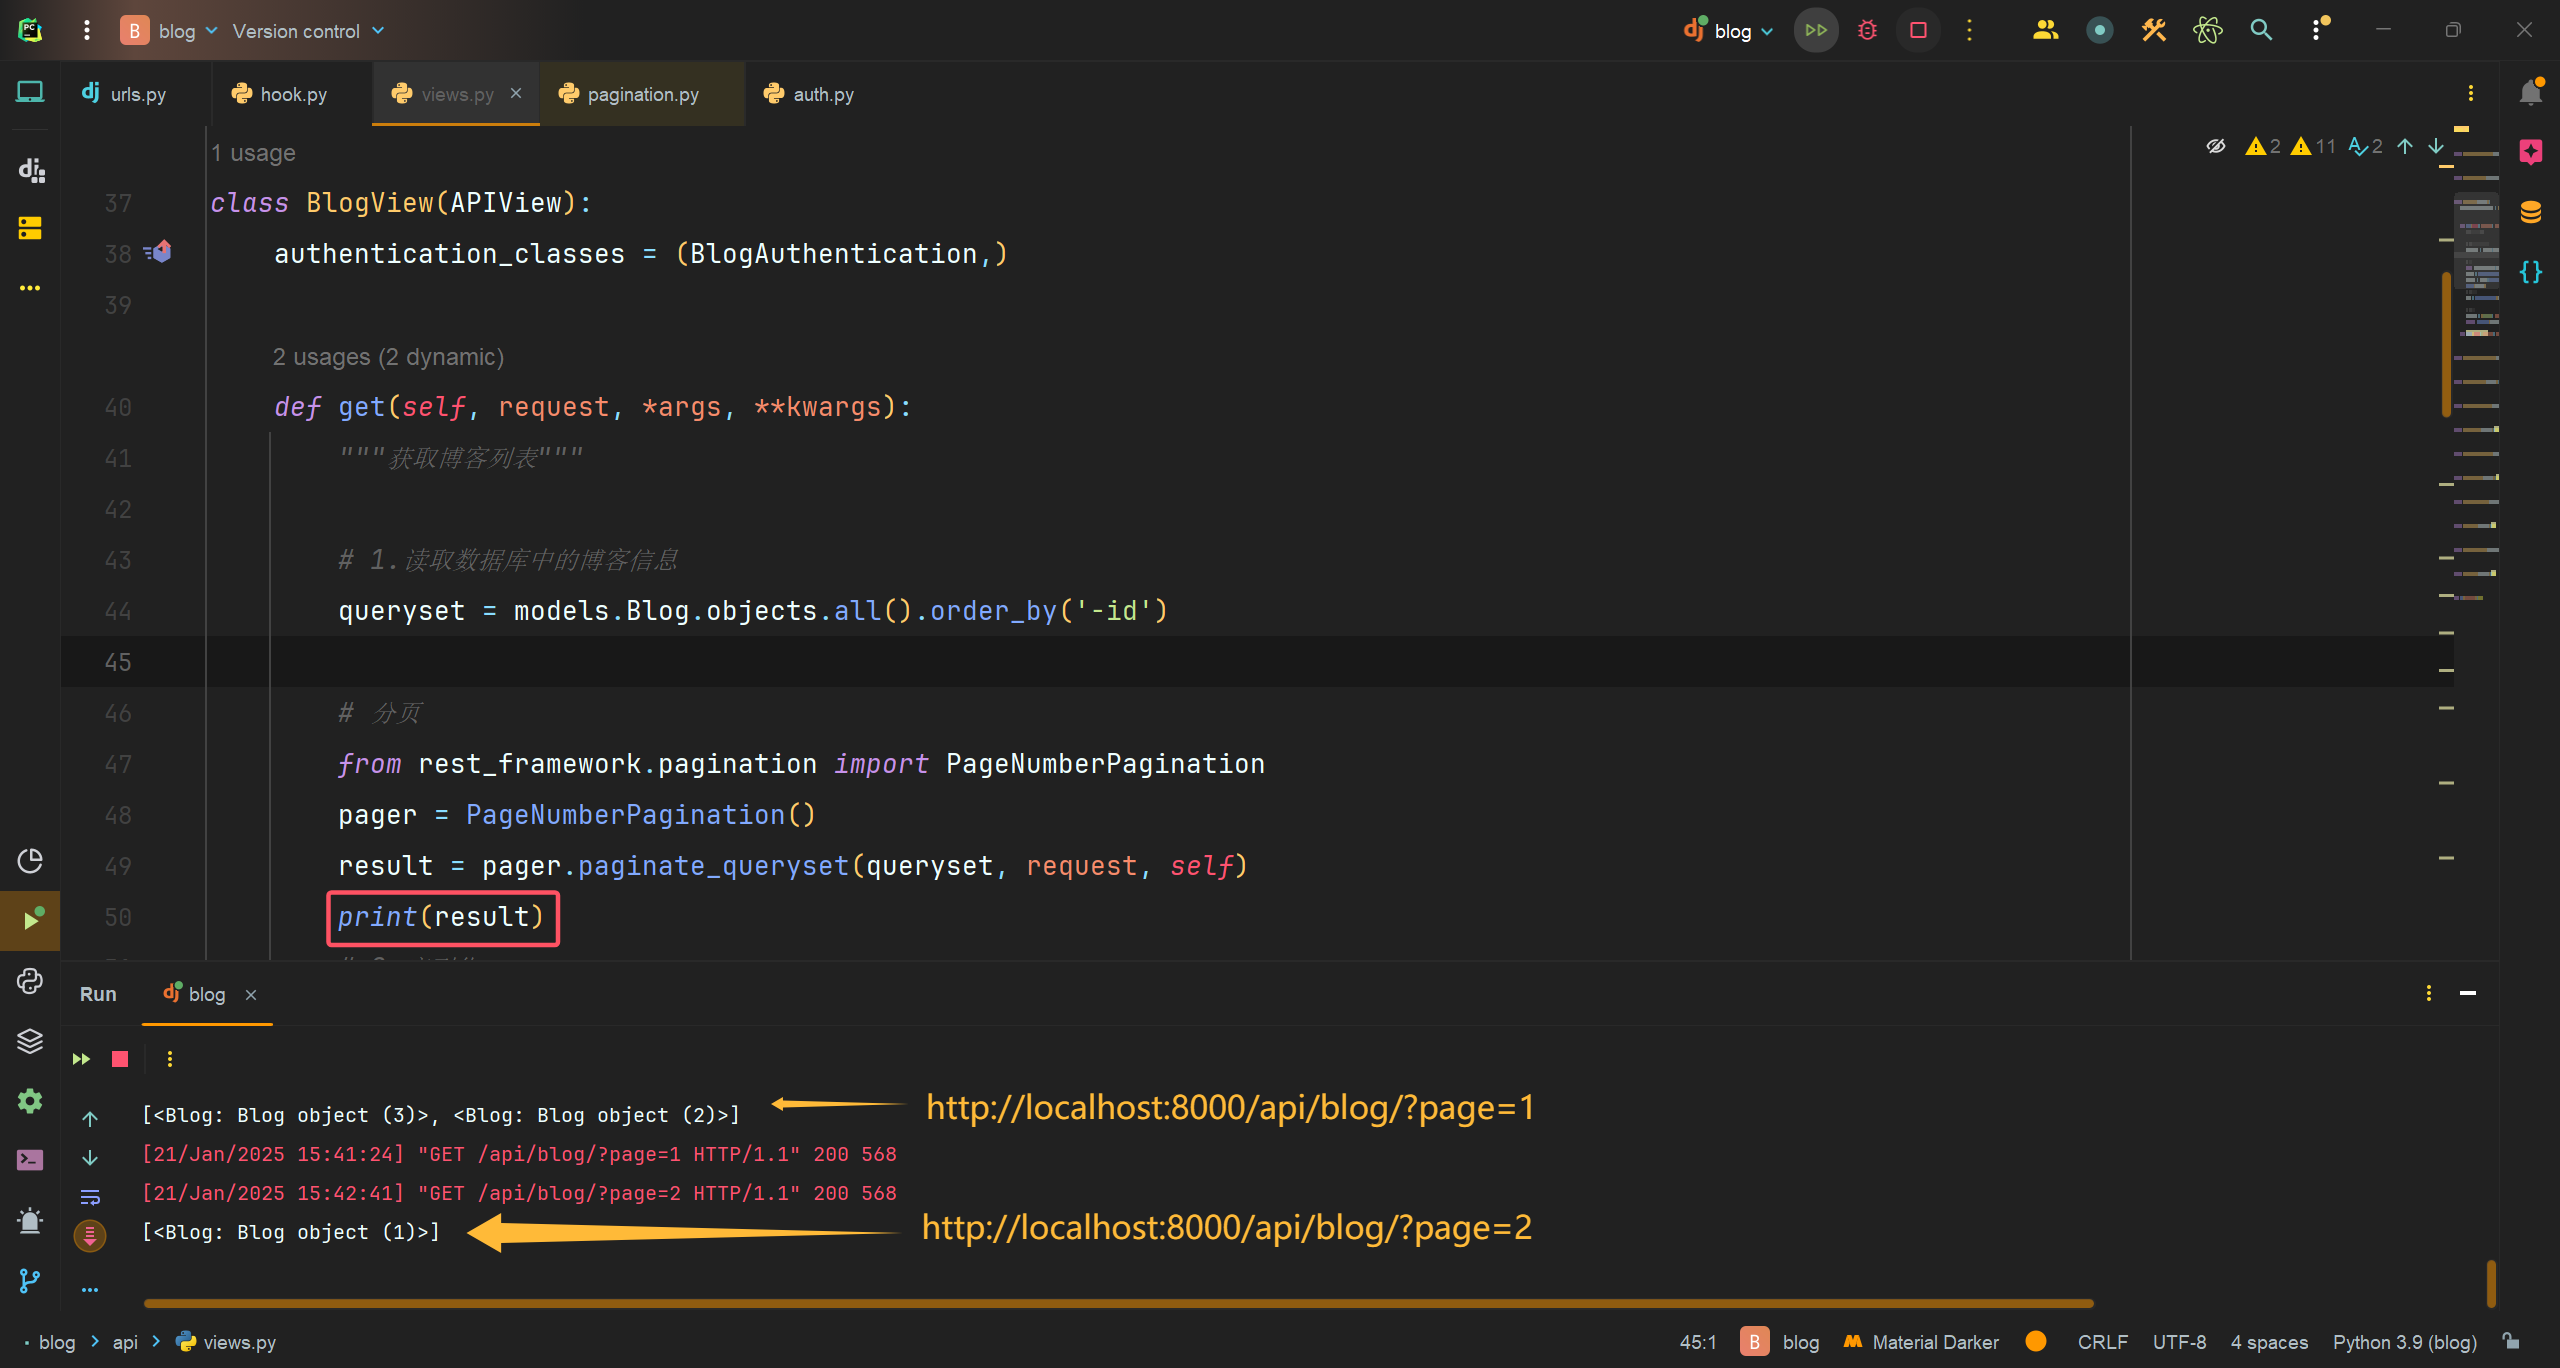 B blog Version control blog
urls.py hook.py views.py pagination.py auth.py
1 usage 2 11 2
37 class BlogView(APIView):
38 authentication_classes = (BlogAuthentication,)
39
2 usages (2 dynamic)
40 def get(self, request, *args, **kwargs):
41 """获取博客列表"""
42
43 # 1.读取数据库中的博客信息
44 queryset = models.Blog.objects.all().order_by('-id')
45
46 # 分页
47 from rest_framework.pagination import PageNumberPagination
48 pager = PageNumberPagination()
49 result = pager.paginate_queryset(queryset, request, self)
50 print(result)
Run blog
[<Blog: Blog object (3)>, <Blog: Blog object (2)>] http://localhost:8000/api/blog/?page=1
[21/Jan/2025 15:41:24] "GET /api/blog/?page=1 HTTP/1.1" 200 568
[21/Jan/2025 15:42:41] "GET /api/blog/?page=2 HTTP/1.1" 200 568
[<Blog: Blog object (1)>] http://localhost:8000/api/blog/?page=2
blog > api > views.py 45:1 B blog Material Darker CRLF UTF-8 4 spaces Python 3.9 (blog)